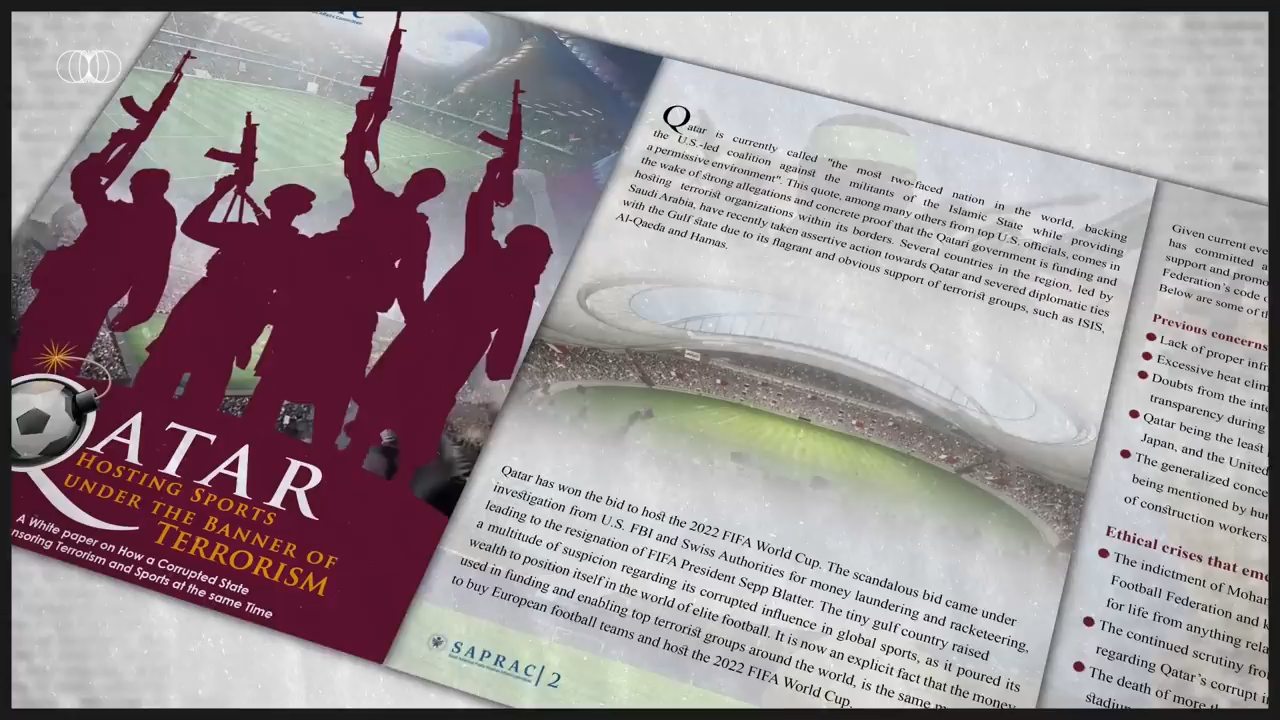 QATAR
HOSTING SPORTS
UNDER THE BANNER OF
TERRORISM
A White paper on How a Corrupted State
nsoring Terrorism and Sports at the same Time
Qatar is currently called "the most two-faced nation in the world, backing
the U.S.-led coalition against the militants of the Islamic State while providing
a permissive environment". This quote, among many others from top U.S. officials, comes in
the wake of strong allegations and concrete proof that the Qatari government is funding and
hosting terrorist organizations within its borders. Several countries in the region, led by
Saudi Arabia, have recently taken assertive action towards Qatar and severed diplomatic ties
with the Gulf state due to its flagrant and obvious support of terrorist groups, such as ISIS,
Al-Qaeda and Hamas.
Qatar has won the bid to host the 2022 FIFA World Cup. The scandalous bid came under
investigation from U.S. FBI and Swiss Authorities for money laundering and racketeering,
leading to the resignation of FIFA President Sepp Blatter. The tiny gulf country raised
a multitude of suspicion regarding its corrupted influence in global sports, as it poured its
wealth to position itself in the world of elite football. It is now an explicit fact that the money
used in funding and enabling top terrorist groups around the world, is the same
to buy European football teams and host the 2022 FIFA World Cup.
SAPRAC | 2
Given current eve
has committed a
support and promo
Federation's code
Below are some of
Previous concerns
Lack of proper infr
Excessive heat clim
Doubts from the inte
transparency during
Qatar being the least
Japan, and the United
The generalized conce
being mentioned by hum
of construction workers
Ethical crises that eme
The indictment of Mohar
Football Federation and
for life from anything rela
The continued scrutiny fro
regarding Qatar's corrupt i
The death of more
stadiu